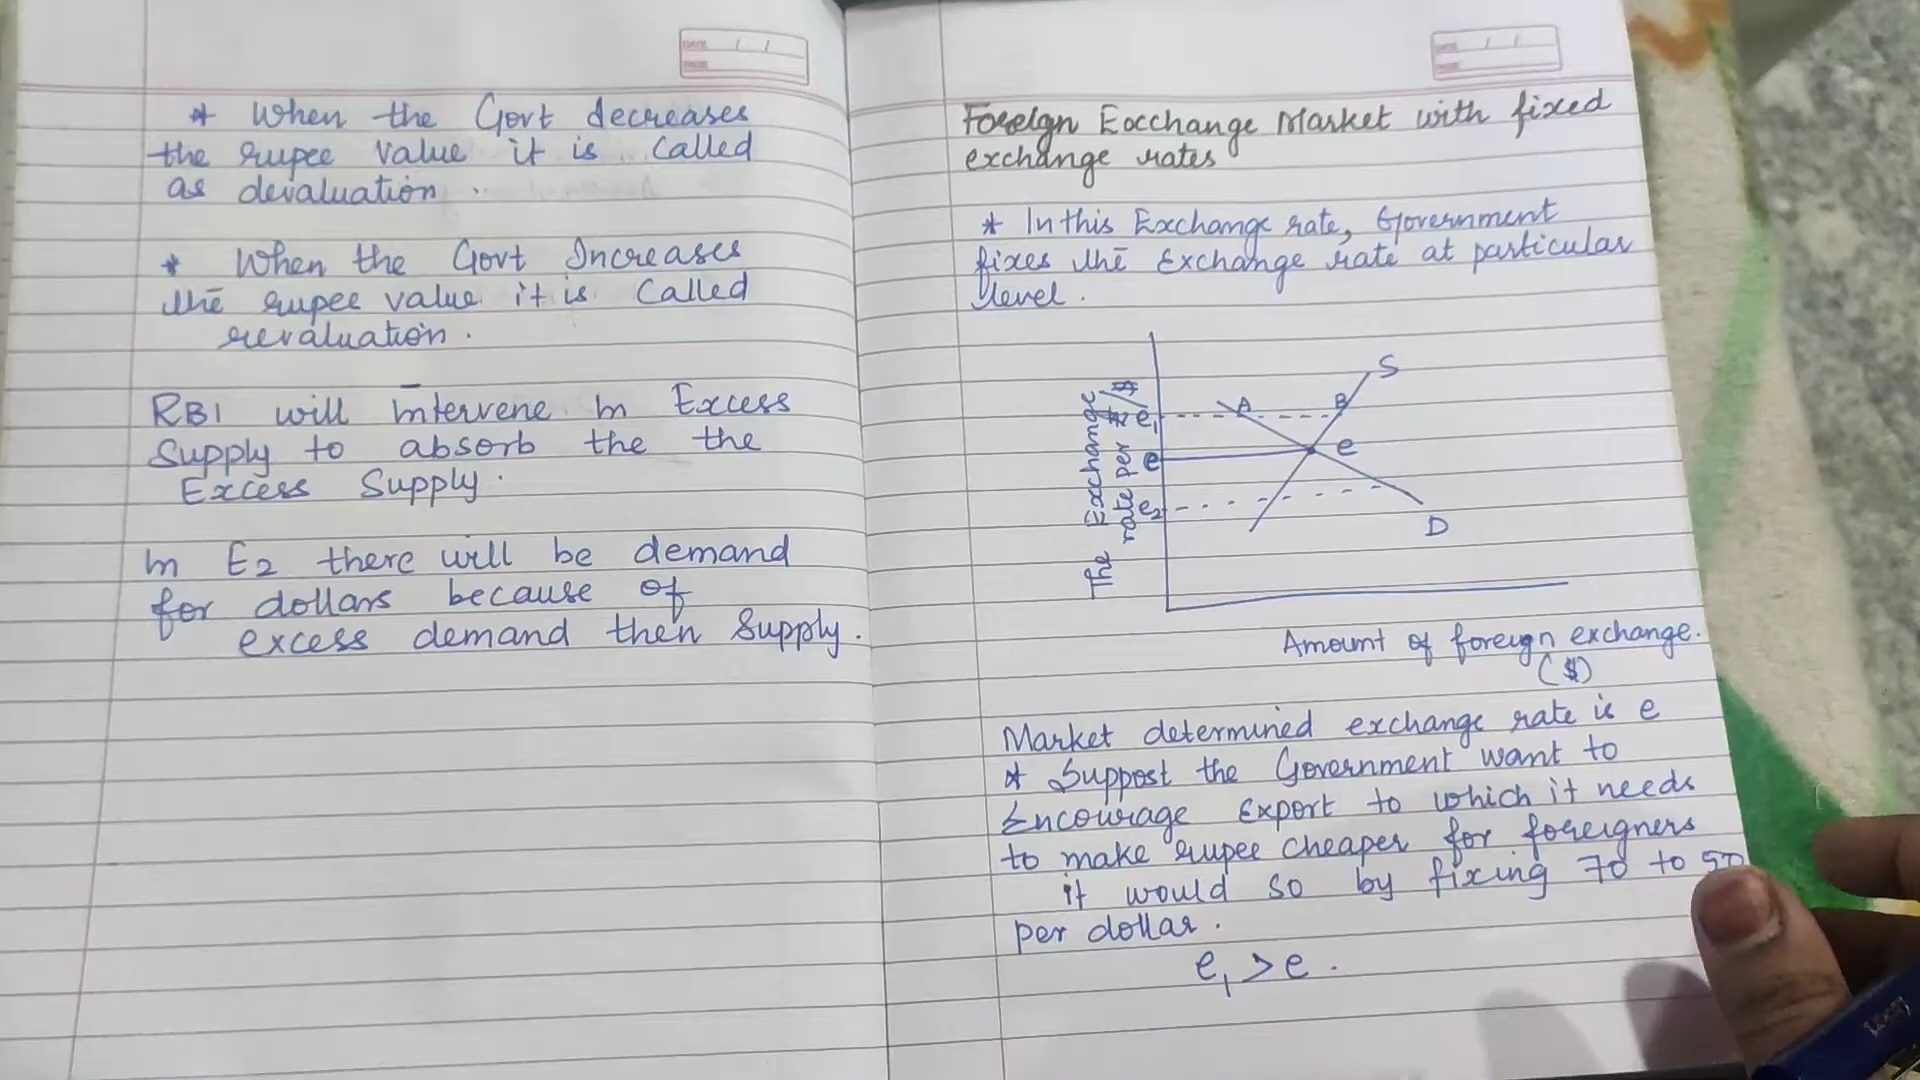 * When the Govt decreases
the rupee value it is called
as devaluation.
* When the Govt Increases
the rupee value it is called
revaluation.
RBI will intervene In Excess
Supply to absorb the the
Excess Supply.
In E2 there will be demand
for dollars because of
excess demand then supply.
DATE / /
Foreign Exchange Market with fixed
exchange rates
* In this Exchange rate, Government
fixes the Exchange rate at particular
level.
The Exchange
rate per
S
A
B
e1
e
e
e2
D
Amount of foreign exchange.
($)
Market determined exchange rate is e
* Suppost the Government want to
Encourage Export to which it needs
to make rupee cheaper for foreigners
it would so by fixing 70 to
per dollar.
e1 > e.